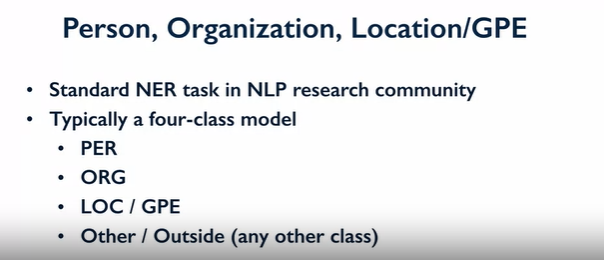 Person, Organization, Location/GPE
• Standard NER task in NLP research community
• Typically a four-class model
• PER
• ORG
• LOC / GPE
• Other / Outside (any other class)